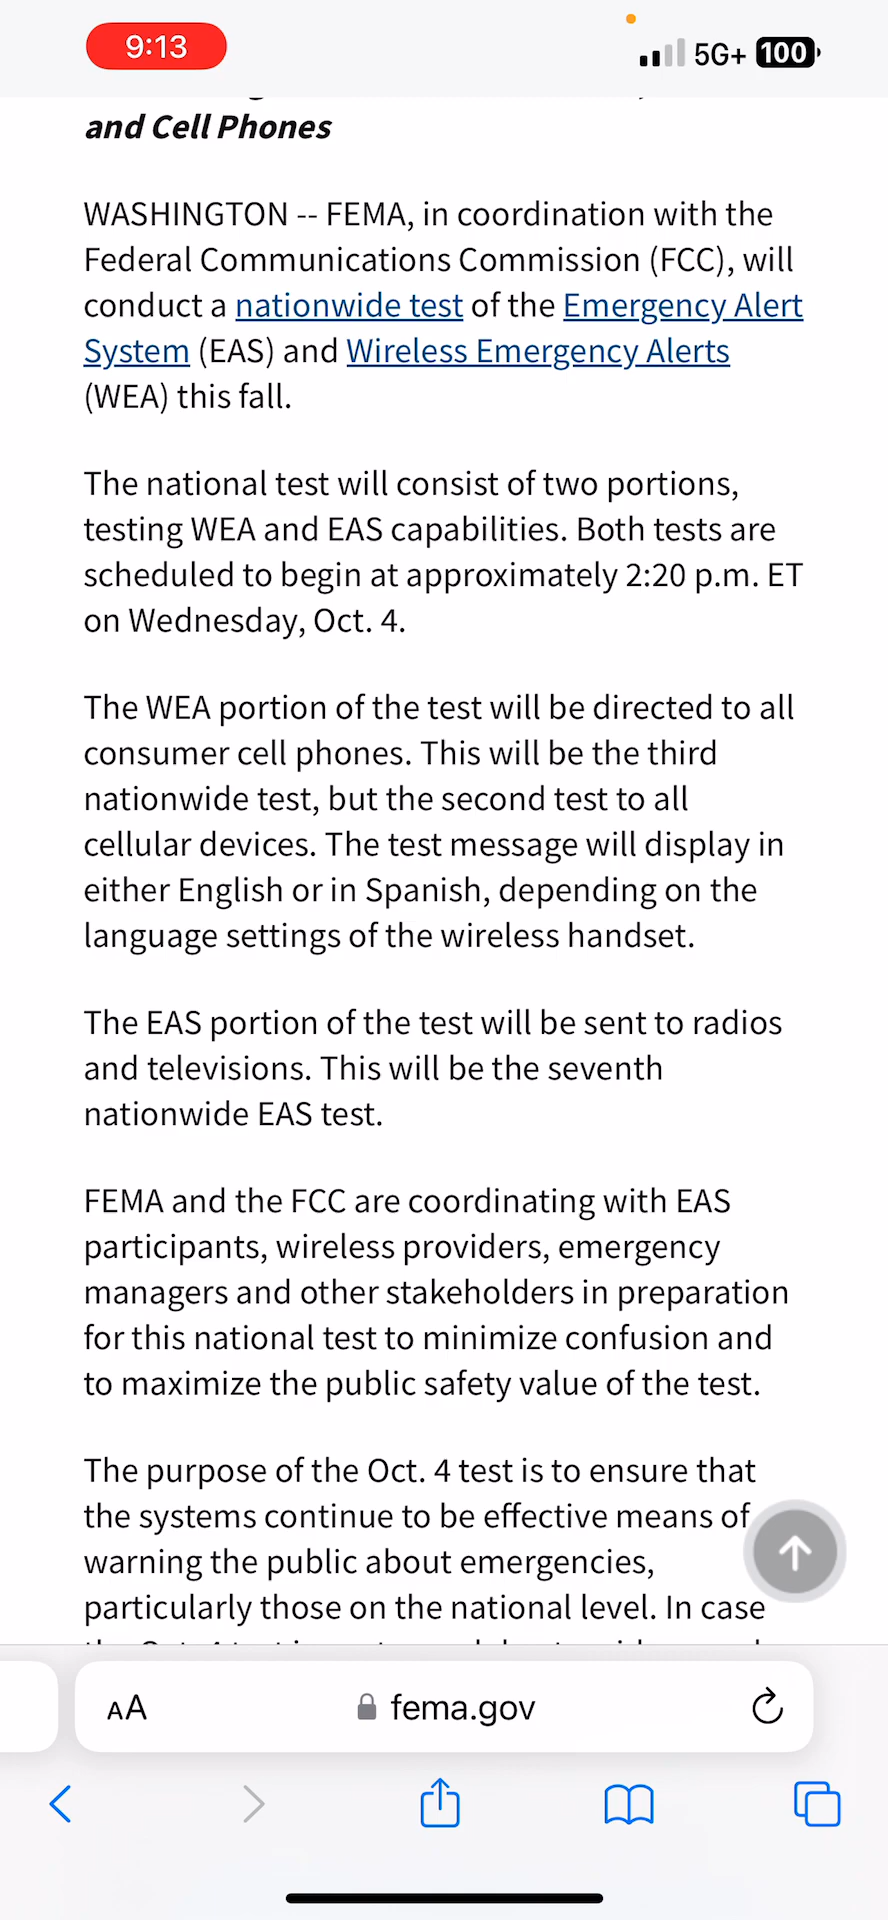 9:13
5G+ 100
and Cell Phones
WASHINGTON -- FEMA, in coordination with the
Federal Communications Commission (FCC), will
conduct a nationwide test of the Emergency Alert
System (EAS) and Wireless Emergency Alerts
(WEA) this fall.
The national test will consist of two portions,
testing WEA and EAS capabilities. Both tests are
scheduled to begin at approximately 2:20 p.m. ET
on Wednesday, Oct. 4.
The WEA portion of the test will be directed to all
consumer cell phones. This will be the third
nationwide test, but the second test to all
cellular devices. The test message will display in
either English or in Spanish, depending on the
language settings of the wireless handset.
The EAS portion of the test will be sent to radios
and televisions. This will be the seventh
nationwide EAS test.
FEMA and the FCC are coordinating with EAS
participants, wireless providers, emergency
managers and other stakeholders in preparation
for this national test to minimize confusion and
to maximize the public safety value of the test.
The purpose of the Oct. 4 test is to ensure that
the systems continue to be effective means of
warning the public about emergencies,
particularly those on the national level. In case
AA
fema.gov